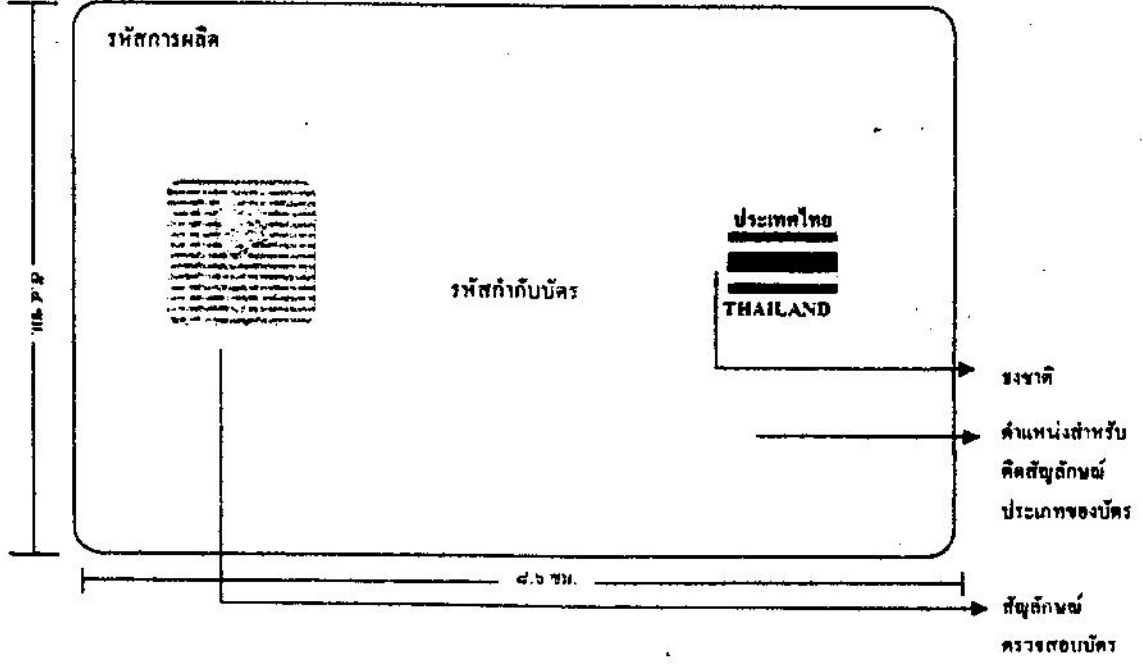 รหัสการผลิต
ประเทศไทย
รหัสกำกับบัตร
THAILAND
๕.๔ ซม.
ธงชาติ
ตำแหน่งสำหรับ
ติดสัญลักษณ์
ประเภทของบัตร
๘.๖ ซม.
สัญลักษณ์
ตรวจสอบบัตร